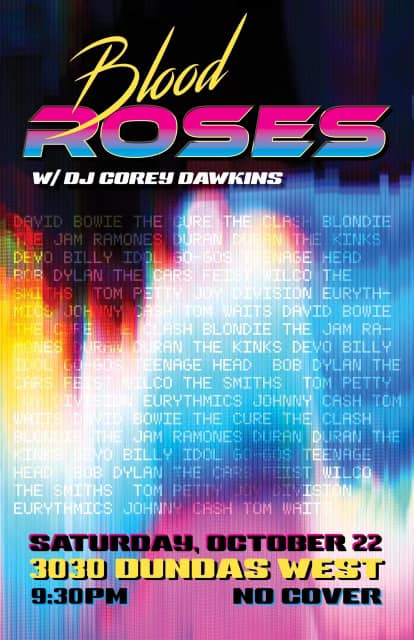 Blood
ROSES
W/ DJ COREY DAWKINS
DAVID BOWIE THE CURE THE CLASH BLONDIE
THE JAM RAMONES DURAN DURAN THE KINKS
DEVO BILLY IDOL GO-GOS TEENAGE HEAD
BOB DYLAN THE CARS FEIST WILCO THE
SMITHS TOM PETTY JOY DIVISION EURYTH-
MICS JOHNNY CASH TOM WAITS DAVID BOWIE
THE CURE CLASH BLONDIE THE JAM RA-
MONES DURAN DURAN THE KINKS DEVO BILLY
IDOL GO-GOS TEENAGE HEAD BOB DYLAN THE
CARS FEIST WILCO THE SMITHS TOM PETTY
DIVISION EURYTHMICS JOHNNY CASH TOM
WAITS DAVID BOWIE THE CURE THE CLASH
BLONDIE THE JAM RAMONES DURAN DURAN THE
KINKS DEVO BILLY IDOL GO-GOS TEENAGE
HEAD BOB DYLAN THE CARS FEIST WILCO
THE SMITHS TOM PETTY JOY DIVISION
EURYTHMICS JOHNNY CASH TOM WAITS
SATURDAY, OCTOBER 22
3030 DUNDAS WEST
9:30PM NO COVER